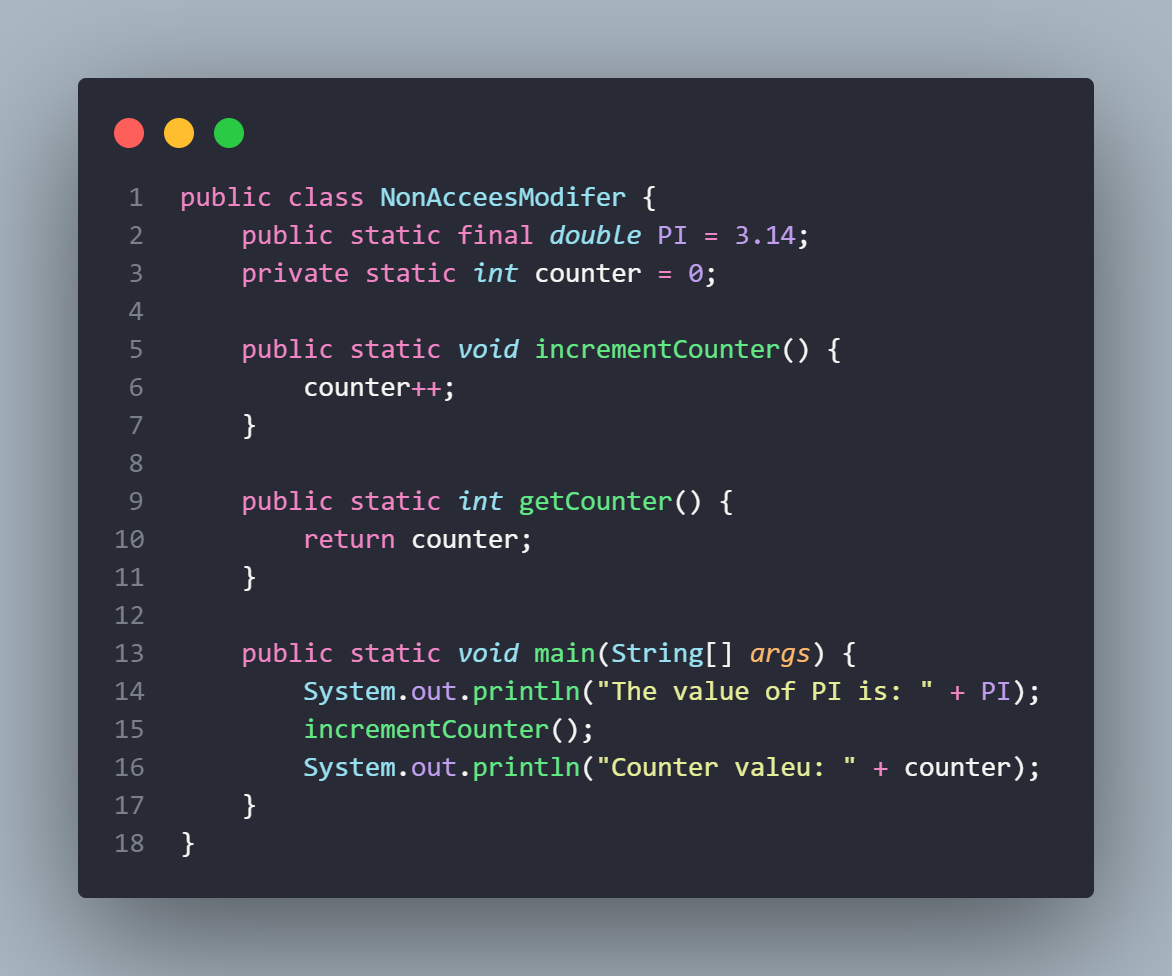 1 public class NonAcceesModifer {
2     public static final double PI = 3.14;
3     private static int counter = 0;
4
5     public static void incrementCounter() {
6         counter++;
7     }
8
9     public static int getCounter() {
10         return counter;
11     }
12
13     public static void main(String[] args) {
14         System.out.println("The value of PI is: " + PI);
15         incrementCounter();
16         System.out.println("Counter valeu: " + counter);
17     }
18 }